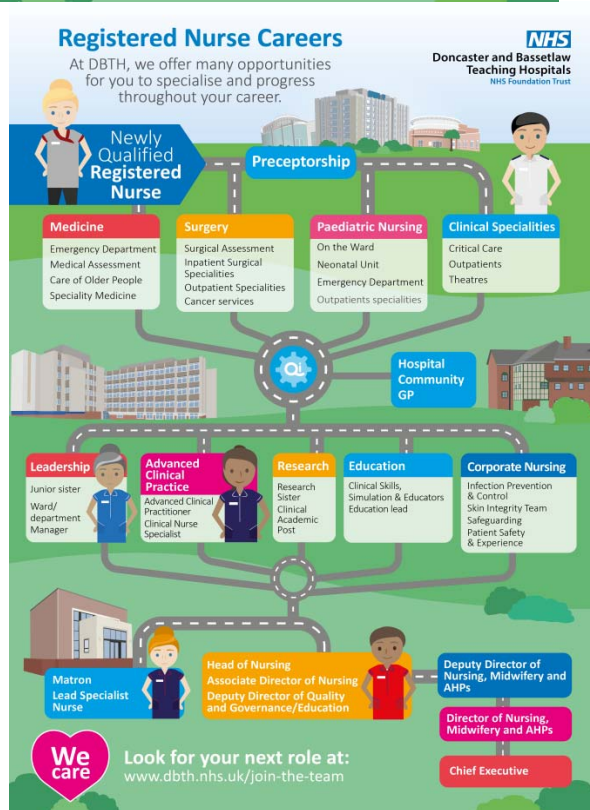 Registered Nurse Careers
At DBTH, we offer many opportunities
for you to specialise and progress
throughout your career.
NHS
Doncaster and Bassetlaw
Teaching Hospitals
NHS Foundation Trust
Newly
Qualified
Registered
Nurse
Preceptorship
Medicine
Emergency Department
Medical Assessment
Care of Older People
Speciality Medicine
Surgery
Surgical Assessment
Inpatient Surgical
Specialities
Outpatient Specialities
Cancer services
Paediatric Nursing
On the Ward
Neonatal Unit
Emergency Department
Outpatients specialities
Clinical Specialities
Critical Care
Outpatients
Theatres
Qi
Hospital
Community
GP
Leadership
Junior sister
Ward/
department
Manager
Advanced
Clinical
Practice
Advanced Clinical
Practitioner
Clinical Nurse
Specialist
Research
Research
Sister
Clinical
Academic
Post
Education
Clinical Skills,
Simulation & Educators
Education lead
Corporate Nursing
Infection Prevention
& Control
Skin Integrity Team
Safeguarding
Patient Safety
& Experience
Matron
Lead Specialist
Nurse
Head of Nursing
Associate Director of Nursing
Deputy Director of Quality
and Governance/Education
Deputy Director of
Nursing, Midwifery and
AHPs
Director of Nursing,
Midwifery and AHPs
Chief Executive
We
care
Look for your next role at:
www.dbth.nhs.uk/join-the-team